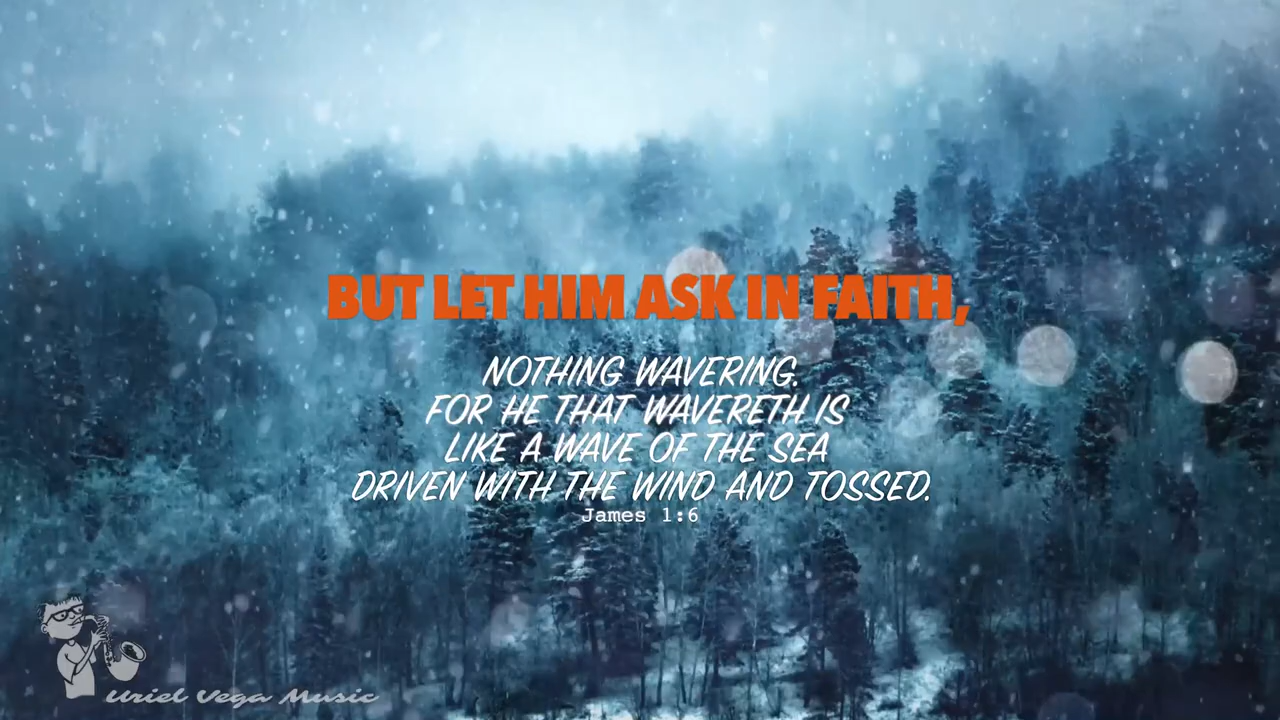 BUT LET HIM ASK IN FAITH,
NOTHING WAVERING.
FOR HE THAT WAVERETH IS
LIKE A WAVE OF THE SEA
DRIVEN WITH THE WIND AND TOSSED.
James 1:6
Uriel Vega Music